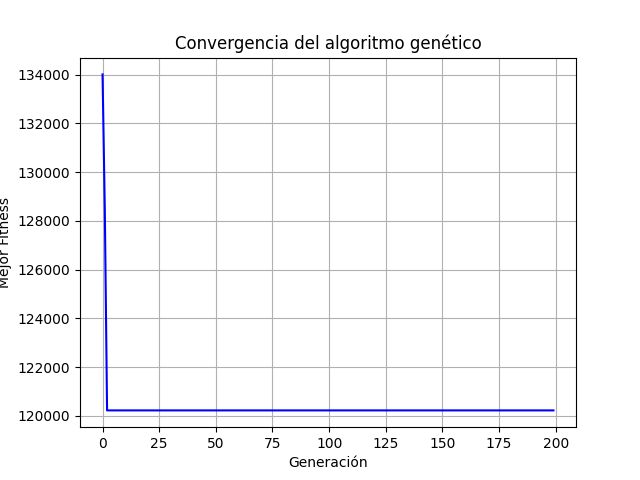 Convergencia del algoritmo genético
134000
132000
130000
128000
126000
124000
122000
120000
Mejor Fitness
0 25 50 75 100 125 150 175 200
Generación